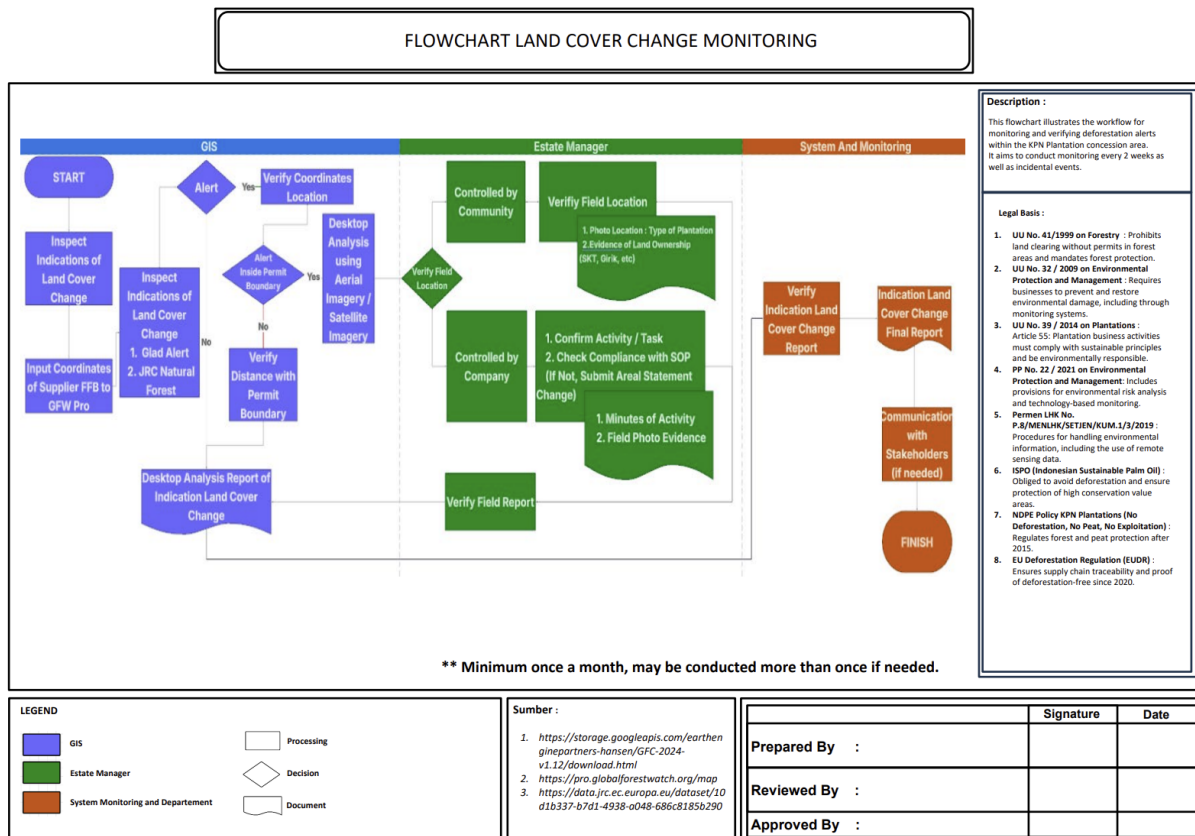 FLOWCHART LAND COVER CHANGE MONITORING
GIS
Estate Manager
System And Monitoring
START
Inspect
Indications of
Land Cover
Change
Input Coordinates
of Supplier FFB to
GFW Pro
Inspect
Indications of
Land Cover
Change
1. Glad Alert
2. JRC Natural
Forest
Alert
Yes
No
Verify Coordinates
Location
Alert
Inside Permit
Boundary
Yes
No
Verify
Distance with
Permit
Boundary
Desktop
Analysis
using
Aerial
Imagery /
Satellite
Imagery
Desktop Analysis Report of
Indication Land Cover
Change
Verify Field
Location
Controlled by
Community
Verifiy Field Location
1. Photo Location : Type of Plantation
2.Evidence of Land Ownership
(SKT, Girik, etc)
Controlled by
Company
1. Confirm Activity / Task
2. Check Compliance with SOP
(If Not, Submit Areal Statement
Change)
1. Minutes of Activity
2. Field Photo Evidence
Verify Field Report
Verify
Indication Land
Cover Change
Report
Indication Land
Cover Change
Final Report
Communication
with
Stakeholders
(if needed)
FINISH
** Minimum once a month, may be conducted more than once if needed.
Description :
This flowchart illustrates the workflow for
monitoring and verifying deforestation alerts
within the KPN Plantation concession area.
It aims to conduct monitoring every 2 weeks as
well as incidental events.
Legal Basis :
1. UU No. 41/1999 on Forestry : Prohibits
land clearing without permits in forest
areas and mandates forest protection.
2. UU No. 32 / 2009 on Environmental
Protection and Management : Requires
businesses to prevent and restore
environmental damage, including through
monitoring systems.
3. UU No. 39 / 2014 on Plantations :
Article 55: Plantation business activities
must comply with sustainable principles
and be environmentally responsible.
4. PP No. 22 / 2021 on Environmental
Protection and Management: Includes
provisions for environmental risk analysis
and technology-based monitoring.
5. Permen LHK No.
P.8/MENLHK/SETJEN/KUM.1/3/2019 :
Procedures for handling environmental
information, including the use of remote
sensing data.
6. ISPO (Indonesian Sustainable Palm Oil) :
Obliged to avoid deforestation and ensure
protection of high conservation value
areas.
7. NDPE Policy KPN Plantations (No
Deforestation, No Peat, No Exploitation) :
Regulates forest and peat protection after
2015.
8. EU Deforestation Regulation (EUDR) :
Ensures supply chain traceability and proof
of deforestation-free since 2020.
LEGEND
GIS
Estate Manager
System Monitoring and Departement
Processing
Decision
Document
Sumber :
1. https://storage.googleapis.com/earthen
ginepartners-hansen/GFC-2024-
v1.12/download.html
2. https://pro.globalforestwatch.org/map
3. https://data.jrc.ec.europa.eu/dataset/10
d1b337-b7d1-4938-a048-686c8185b290
Signature
Date
Prepared By :
Reviewed By :
Approved By :